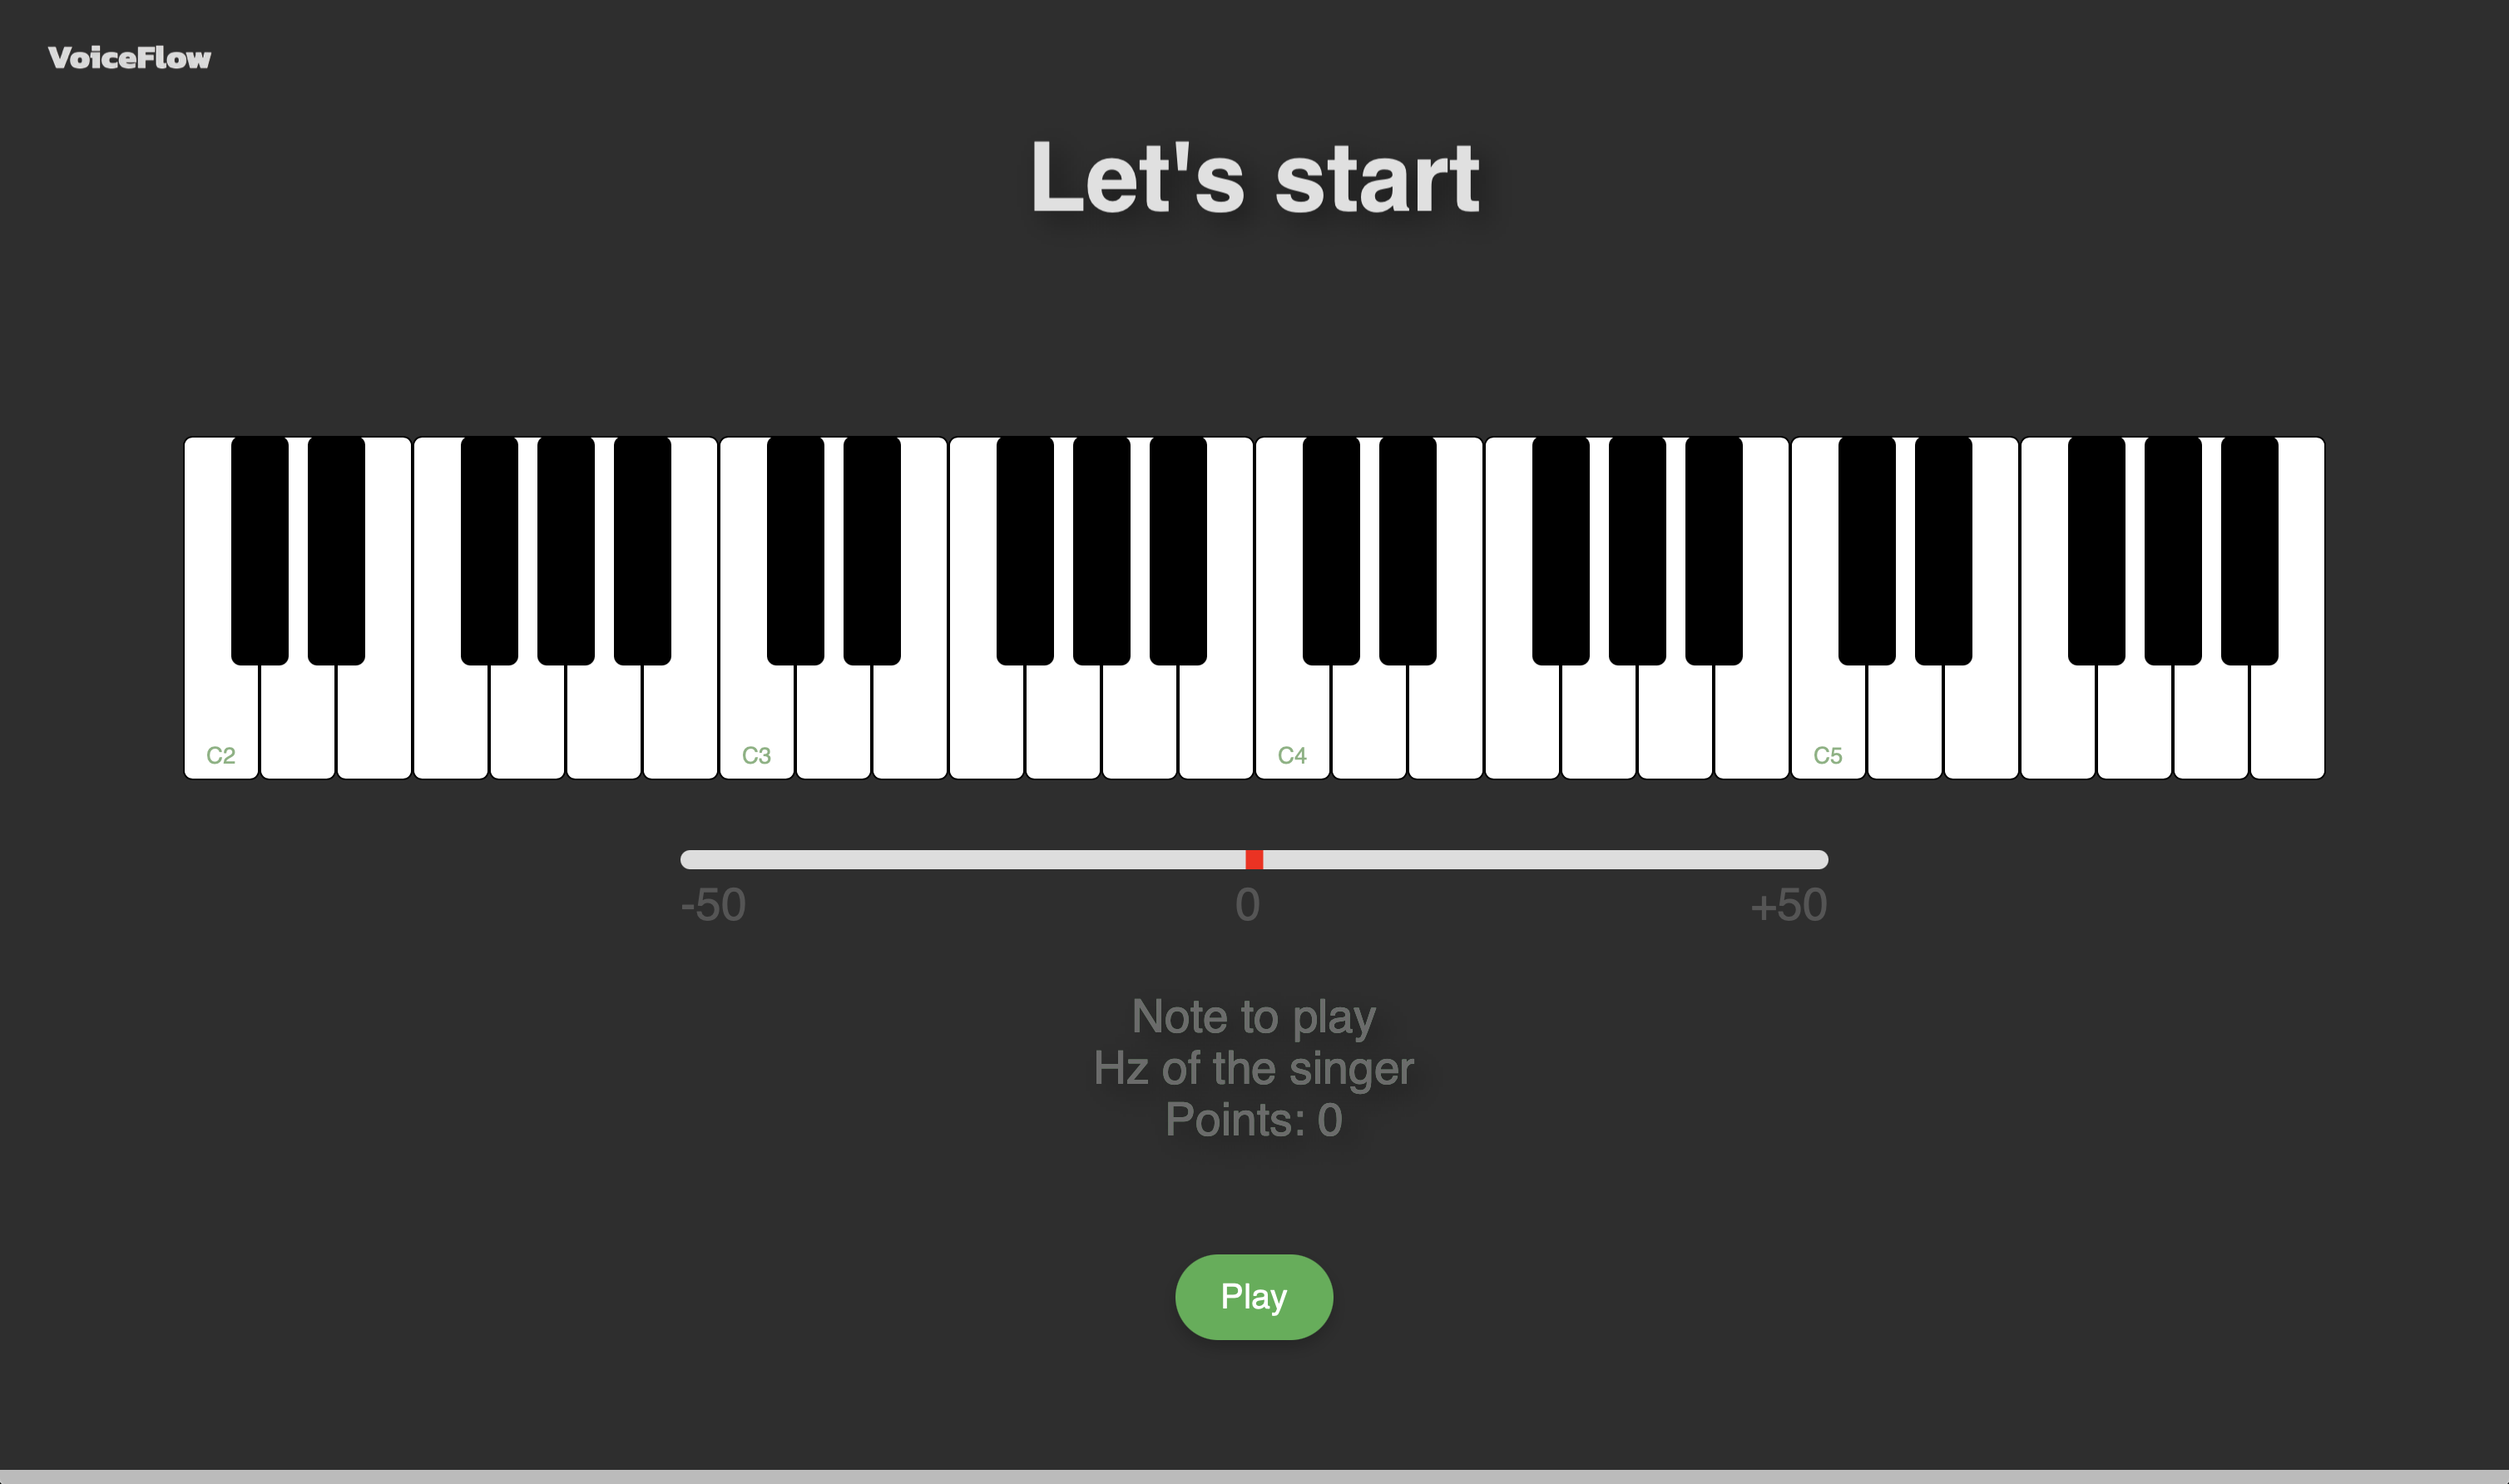 VoiceFlow
Let's start
C2 C3 C4 C5
-50 0 +50
Note to play
Hz of the singer
Points: 0
Play